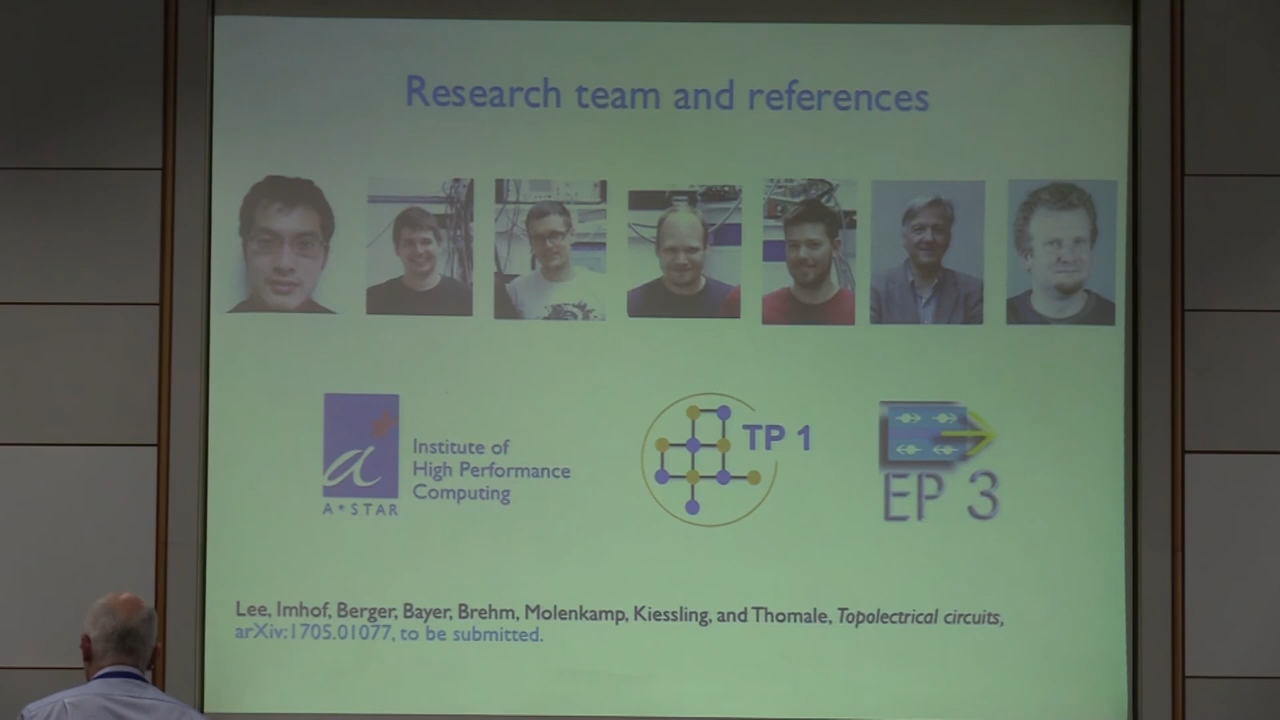 Research team and references
a
A*STAR
Institute of
High Performance
Computing
TP 1
EP 3
Lee, Imhof, Berger, Bayer, Brehm, Molenkamp, Kiessling, and Thomale, Topolectrical circuits,
arXiv:1705.01077, to be submitted.